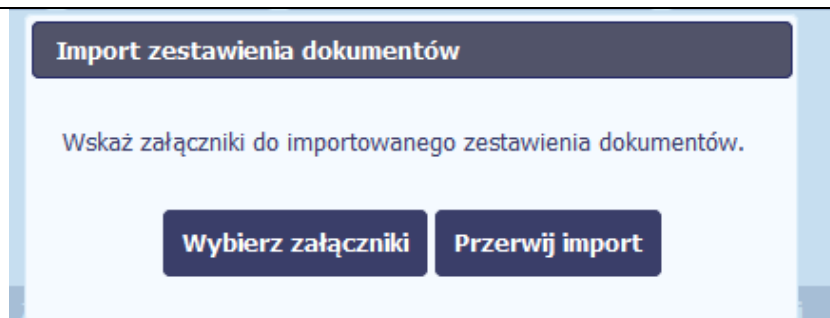 Import zestawienia dokumentów
Wskaż załączniki do importowanego zestawienia dokumentów.
Wybierz załączniki Przerwij import